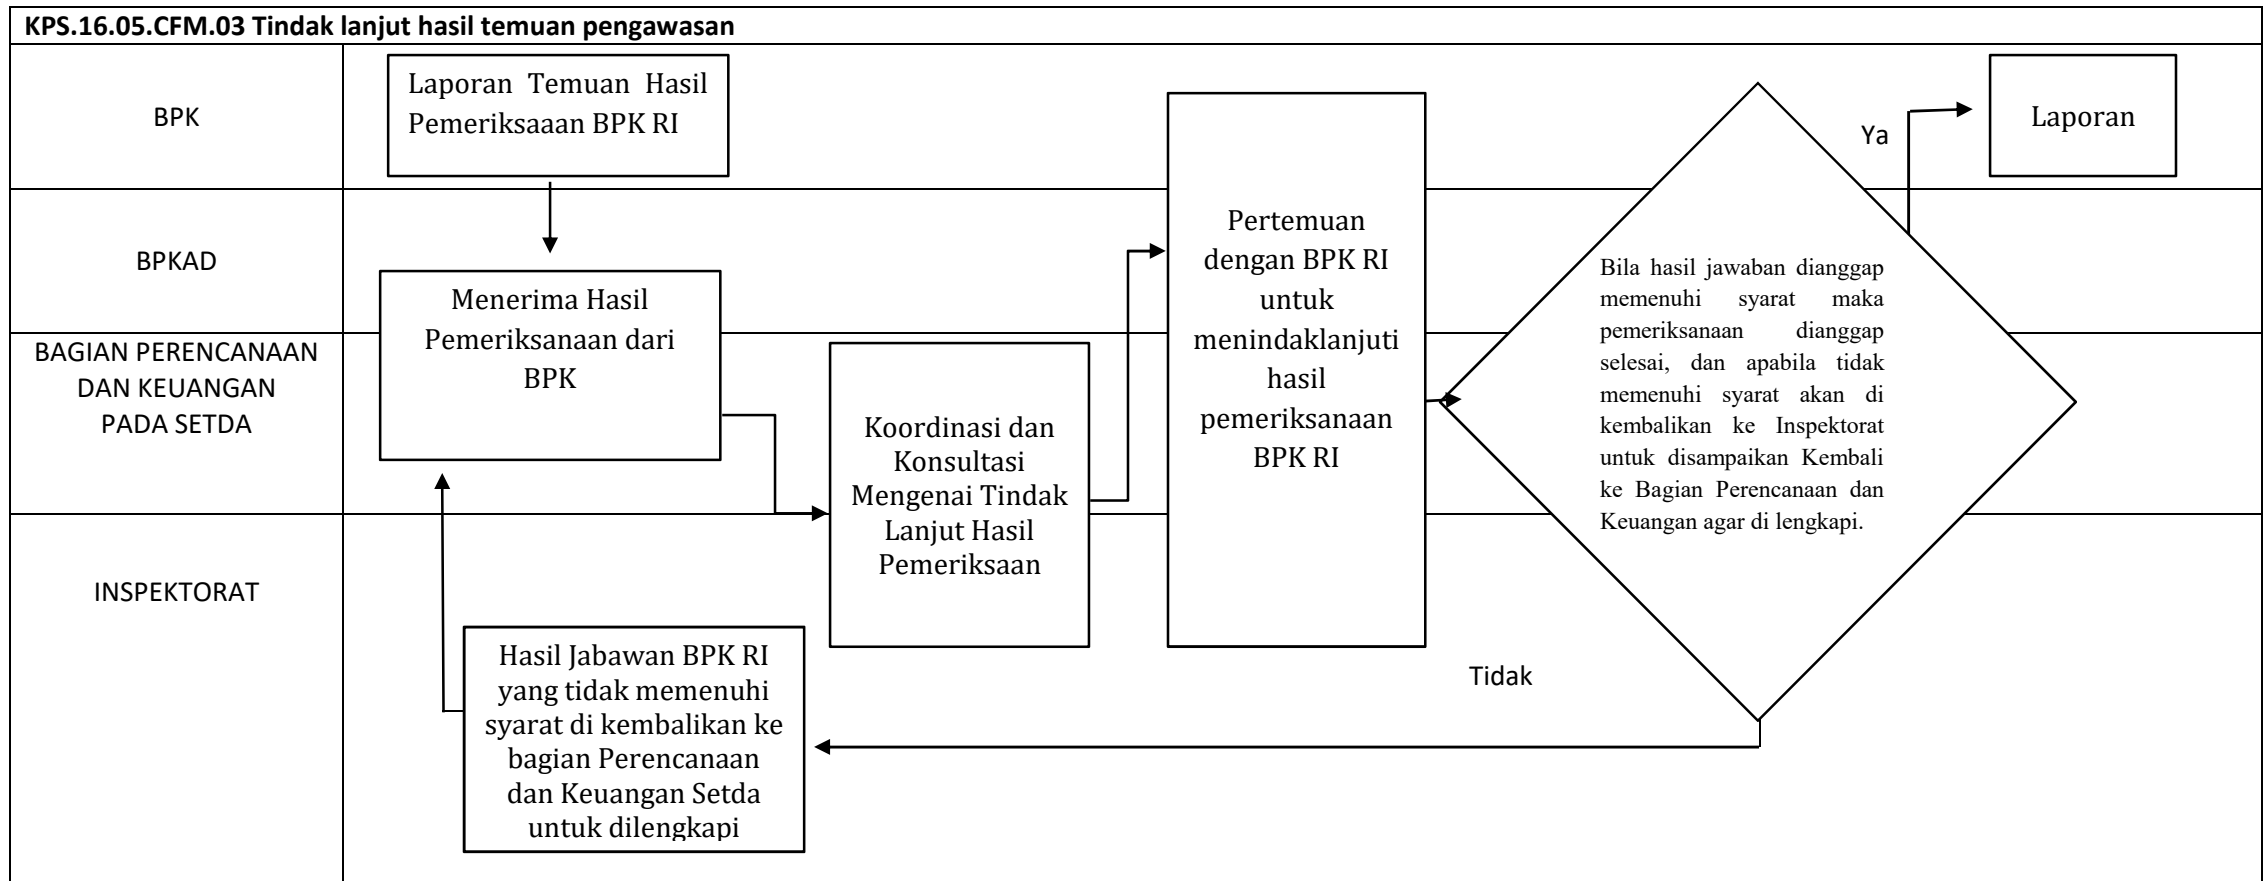 KPS.16.05.CFM.03 Tindak lanjut hasil temuan pengawasan
BPK
Laporan Temuan Hasil
Pemeriksaaan BPK RI
Ya
Laporan
BPKAD
Menerima Hasil
Pemeriksanaan dari
BPK
Pertemuan
dengan BPK RI
untuk
menindaklanjuti
hasil
pemeriksanaan
BPK RI
Bila hasil jawaban dianggap
memenuhi syarat maka
pemeriksanaan dianggap
selesai, dan apabila tidak
memenuhi syarat akan di
kembalikan ke Inspektorat
untuk disampaikan Kembali
ke Bagian Perencanaan dan
Keuangan agar di lengkapi.
BAGIAN PERENCANAAN
DAN KEUANGAN
PADA SETDA
Koordinasi dan
Konsultasi
Mengenai Tindak
Lanjut Hasil
Pemeriksaan
INSPEKTORAT
Hasil Jabawan BPK RI
yang tidak memenuhi
syarat di kembalikan ke
bagian Perencanaan
dan Keuangan Setda
untuk dilengkapi
Tidak